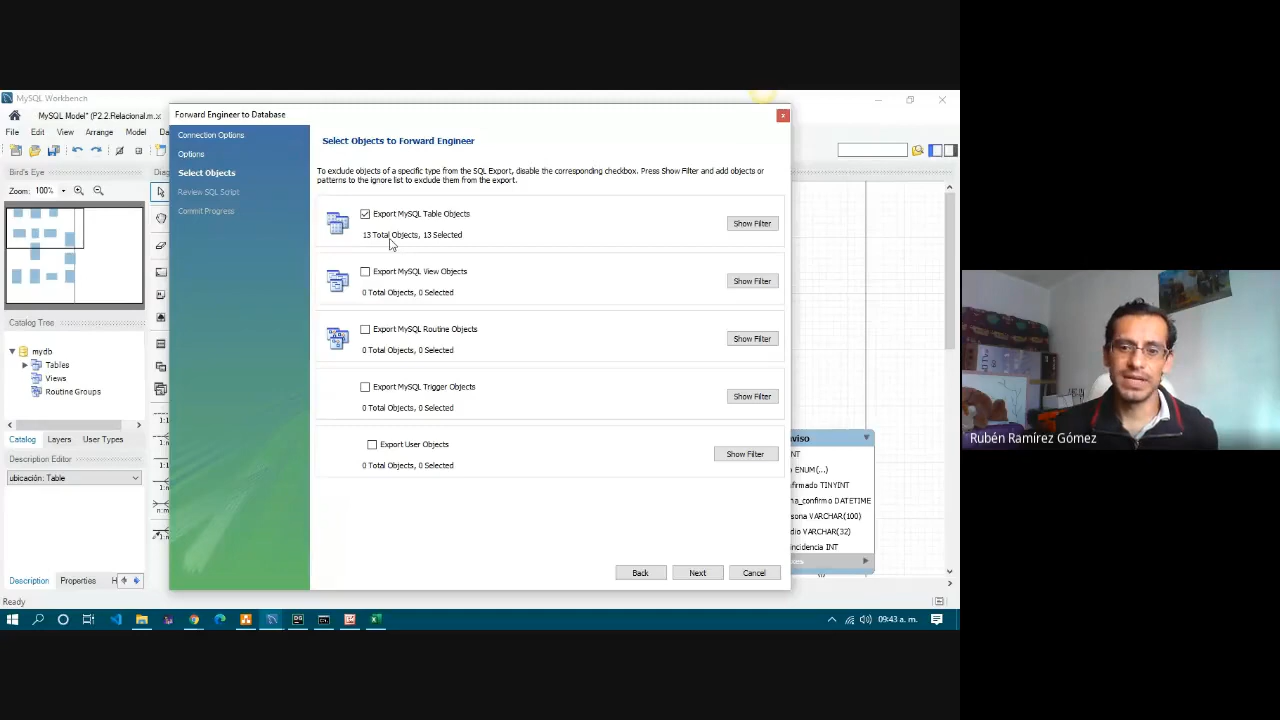 MySQL Workbench
MySQL Model* (P2.2.Relacional.m.x
File Edit View Arrange Model
Bird's Eye
Zoom: 100%
Catalog Tree
mydb
Tables
Views
Routine Groups
Catalog Layers User Types
Description Editor
ubicación: Table
Description Properties H
Ready
Forward Engineer to Database
Connection Options
Options
Select Objects
Review SQL Script
Commit Progress
Select Objects to Forward Engineer
To exclude objects of a specific type from the SQL Export, disable the corresponding checkbox. Press Show Filter and add objects or
patterns to the ignore list to exclude them from the export.
Export MySQL Table Objects
13 Total Objects, 13 Selected
Show Filter
Export MySQL View Objects
0 Total Objects, 0 Selected
Show Filter
Export MySQL Routine Objects
0 Total Objects, 0 Selected
Show Filter
Export MySQL Trigger Objects
0 Total Objects, 0 Selected
Show Filter
Export User Objects
0 Total Objects, 0 Selected
Show Filter
Back Next Cancel
viso
INT
ENUM(...)
firmado TINYINT
a_confirmo DATETIME
sona VARCHAR(100)
dio VARCHAR(32)
incidencia INT
09:43 a. m.
Rubén Ramírez Gómez